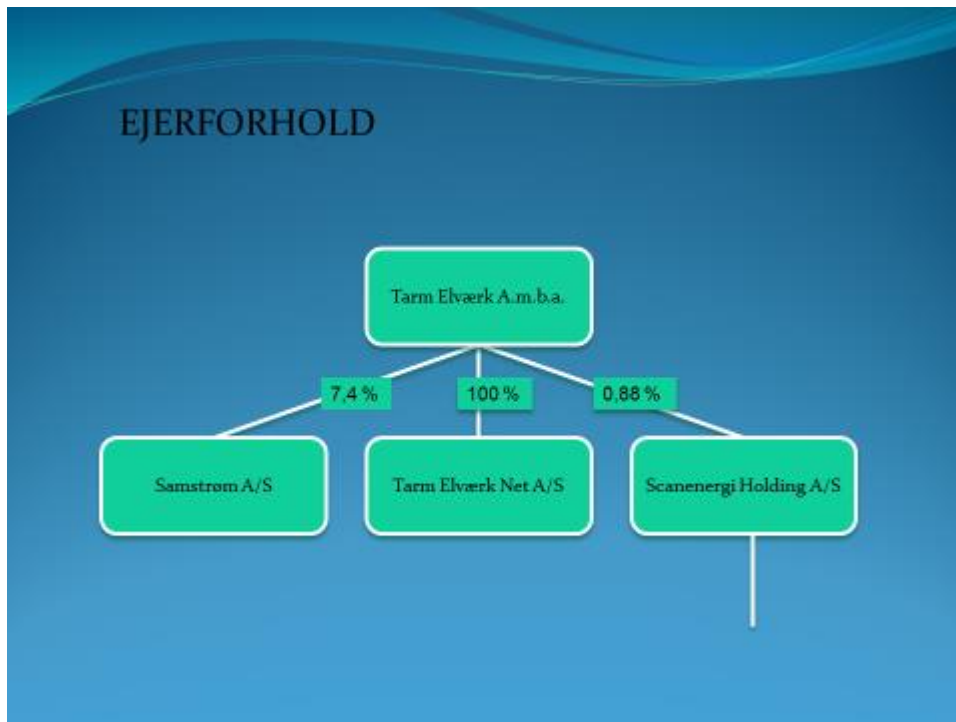 EJERFORHOLD
Tarm Elværk A.m.b.a.
7,4 %
100 %
0,88 %
Samstrøm A/S
Tarm Elværk Net A/S
Scanenergi Holding A/S